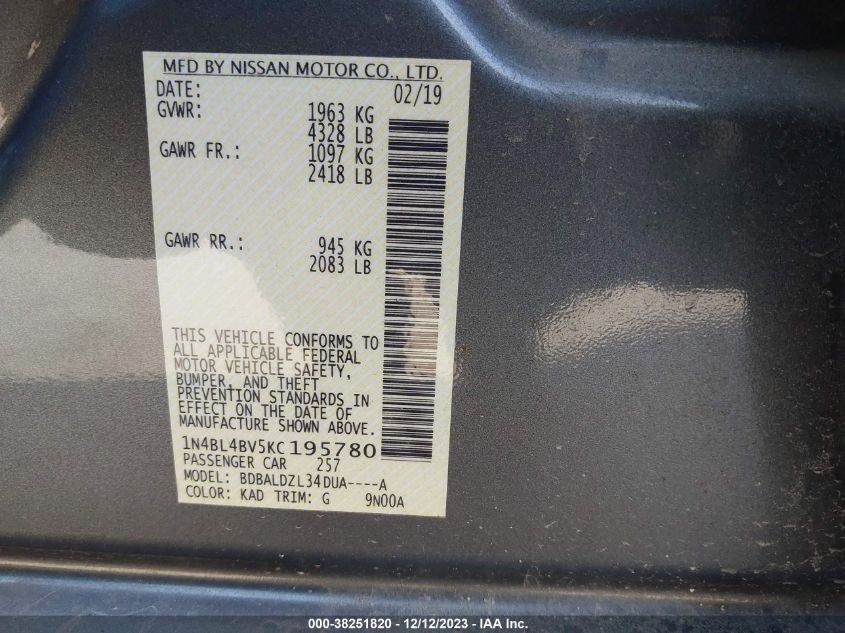 MFD BY NISSAN MOTOR CO., LTD.
DATE: 02/19
GVWR: 1963 KG
4328 LB
GAWR FR.: 1097 KG
2418 LB
GAWR RR.: 945 KG
2083 LB
THIS VEHICLE CONFORMS TO
ALL APPLICABLE FEDERAL
MOTOR VEHICLE SAFETY,
BUMPER, AND THEFT
PREVENTION STANDARDS IN
EFFECT ON THE DATE OF
MANUFACTURE SHOWN ABOVE.
1N4BL4BV5KC195780
PASSENGER CAR 257
MODEL: BDBALDZL34DUA----A
COLOR: KAD TRIM: G 9N00A
000-38251820 - 12/12/2023 - IAA Inc.